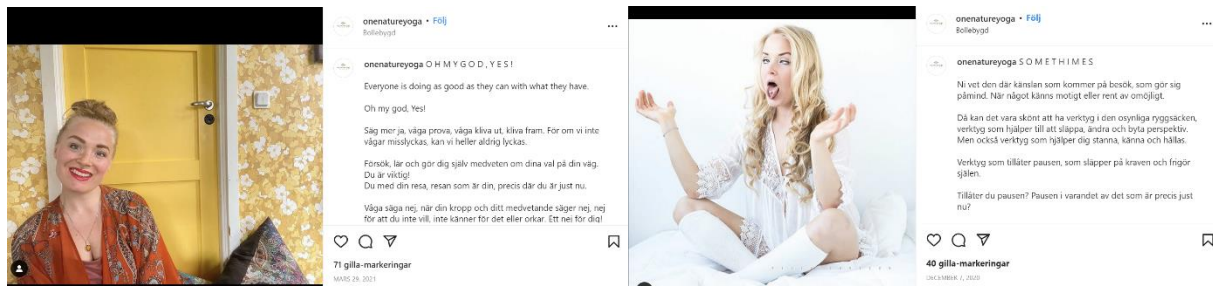 onenatureyoga • Följ
Bollebygd
onenatureyoga O H M Y G O D , Y E S !
Everyone is doing as good as they can with what they have.
Oh my god, Yes!
Säg mer ja, våga prova, våga kliva ut, kliva fram. För om vi inte
vågar misslyckas, kan vi heller aldrig lyckas.
Försök, lär och gör dig själv medveten om dina val på din väg.
Du är viktig!
Du med din resa, resan som är din, precis där du är just nu.
Våga säga nej, när din kropp och ditt medvetande säger nej, nej
för att du inte vill, inte känner för det eller orkar. Ett nej för dig!
71 gilla-markeringar
MARS 29, 2021
onenatureyoga • Följ
Bollebygd
onenatureyoga S O M E T H I M E S
Ni vet den där känslan som kommer på besök, som gör sig
påmind. När något känns motigt eller rent av omöjligt.
Då kan det vara skönt att ha verktyg i den osynliga ryggsäcken,
verktyg som hjälper till att släppa, ändra och byta perspektiv.
Men också verktyg som hjälper dig stanna, känna och hållas.
Verktyg som tillåter pausen, som släpper på kraven och frigör
själen.
Tillåter du pausen? Pausen i varandet av det som är precis just
nu?
40 gilla-markeringar
DECEMBER 7, 2020